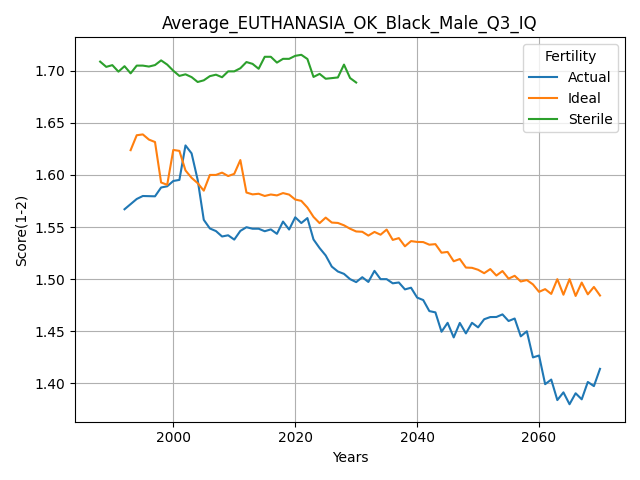 Average_EUTHANASIA_OK_Black_Male_Q3_IQ
Fertility
Actual
Ideal
Sterile
Score(1-2)
1.70
1.65
1.60
1.55
1.50
1.45
1.40
2000
2020
2040
2060
Years